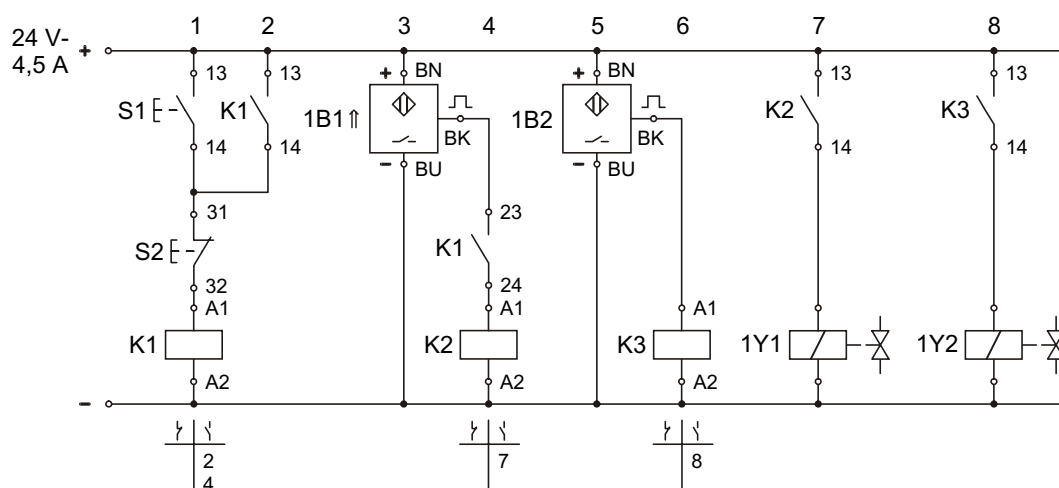 1 2 3 4 5 6 7 8
24 V-
4,5 A
+
13 13 + BN + BN 13 13
S1 K1 1B1⇑ 1B2 K2 K3
BK BK
14 14 14 14
- BU - BU
31 23
S2 K1
32 24
A1 A1 A1
K1 K2 K3 1Y1 1Y2
A2 A2 A2
-
2 7 8
4